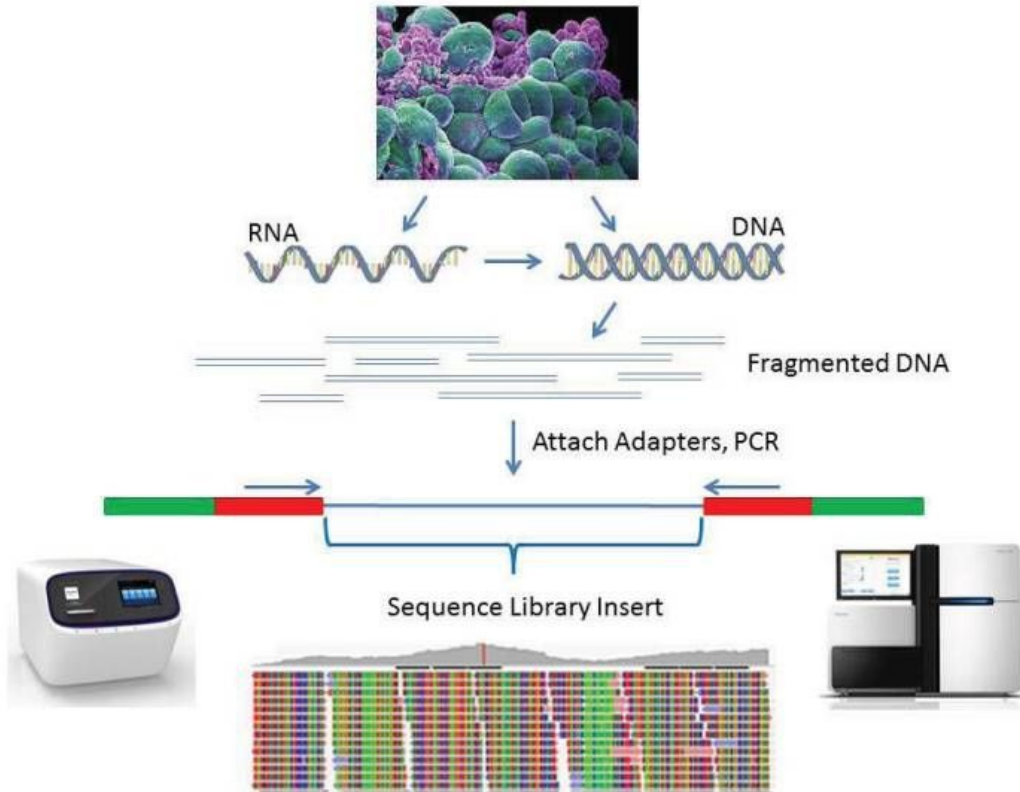 RNA
DNA
Fragmented DNA
Attach Adapters, PCR
Sequence Library Insert